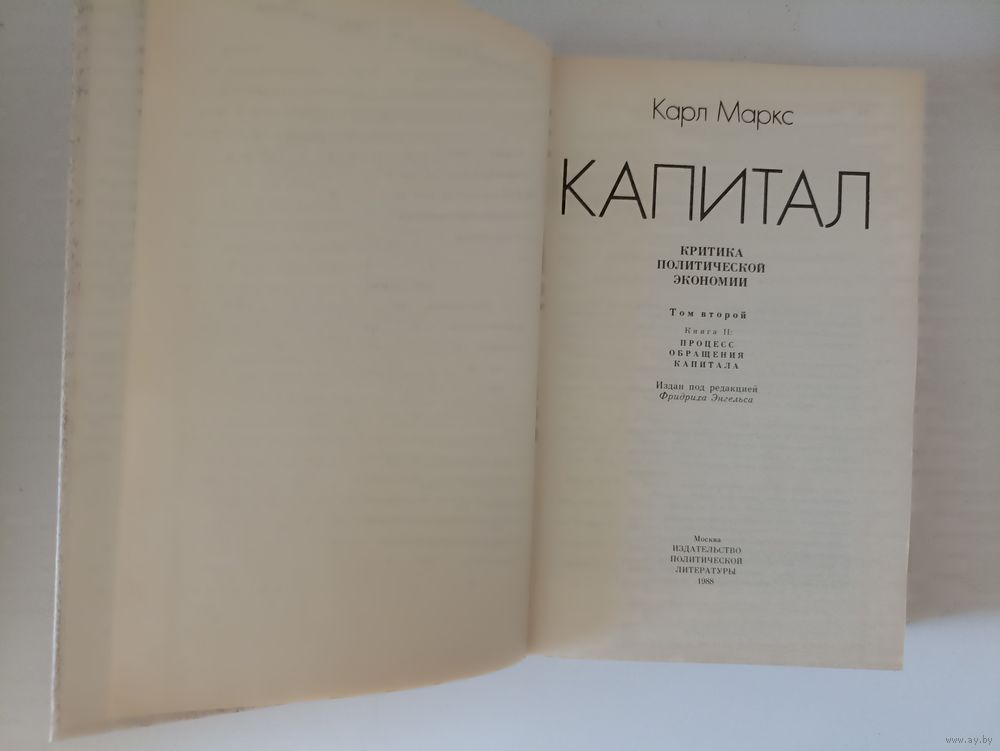 Карл Маркс
КАПИТАЛ
КРИТИКА
ПОЛИТИЧЕСКОЙ
ЭКОНОМИИ
Том второй
Книга II:
ПРОЦЕСС
ОБРАЩЕНИЯ
КАПИТАЛА
Издан под редакцией
Фридриха Энгельса
Москва
ИЗДАТЕЛЬСТВО
ПОЛИТИЧЕСКОЙ
ЛИТЕРАТУРЫ
1988
www.ay.by